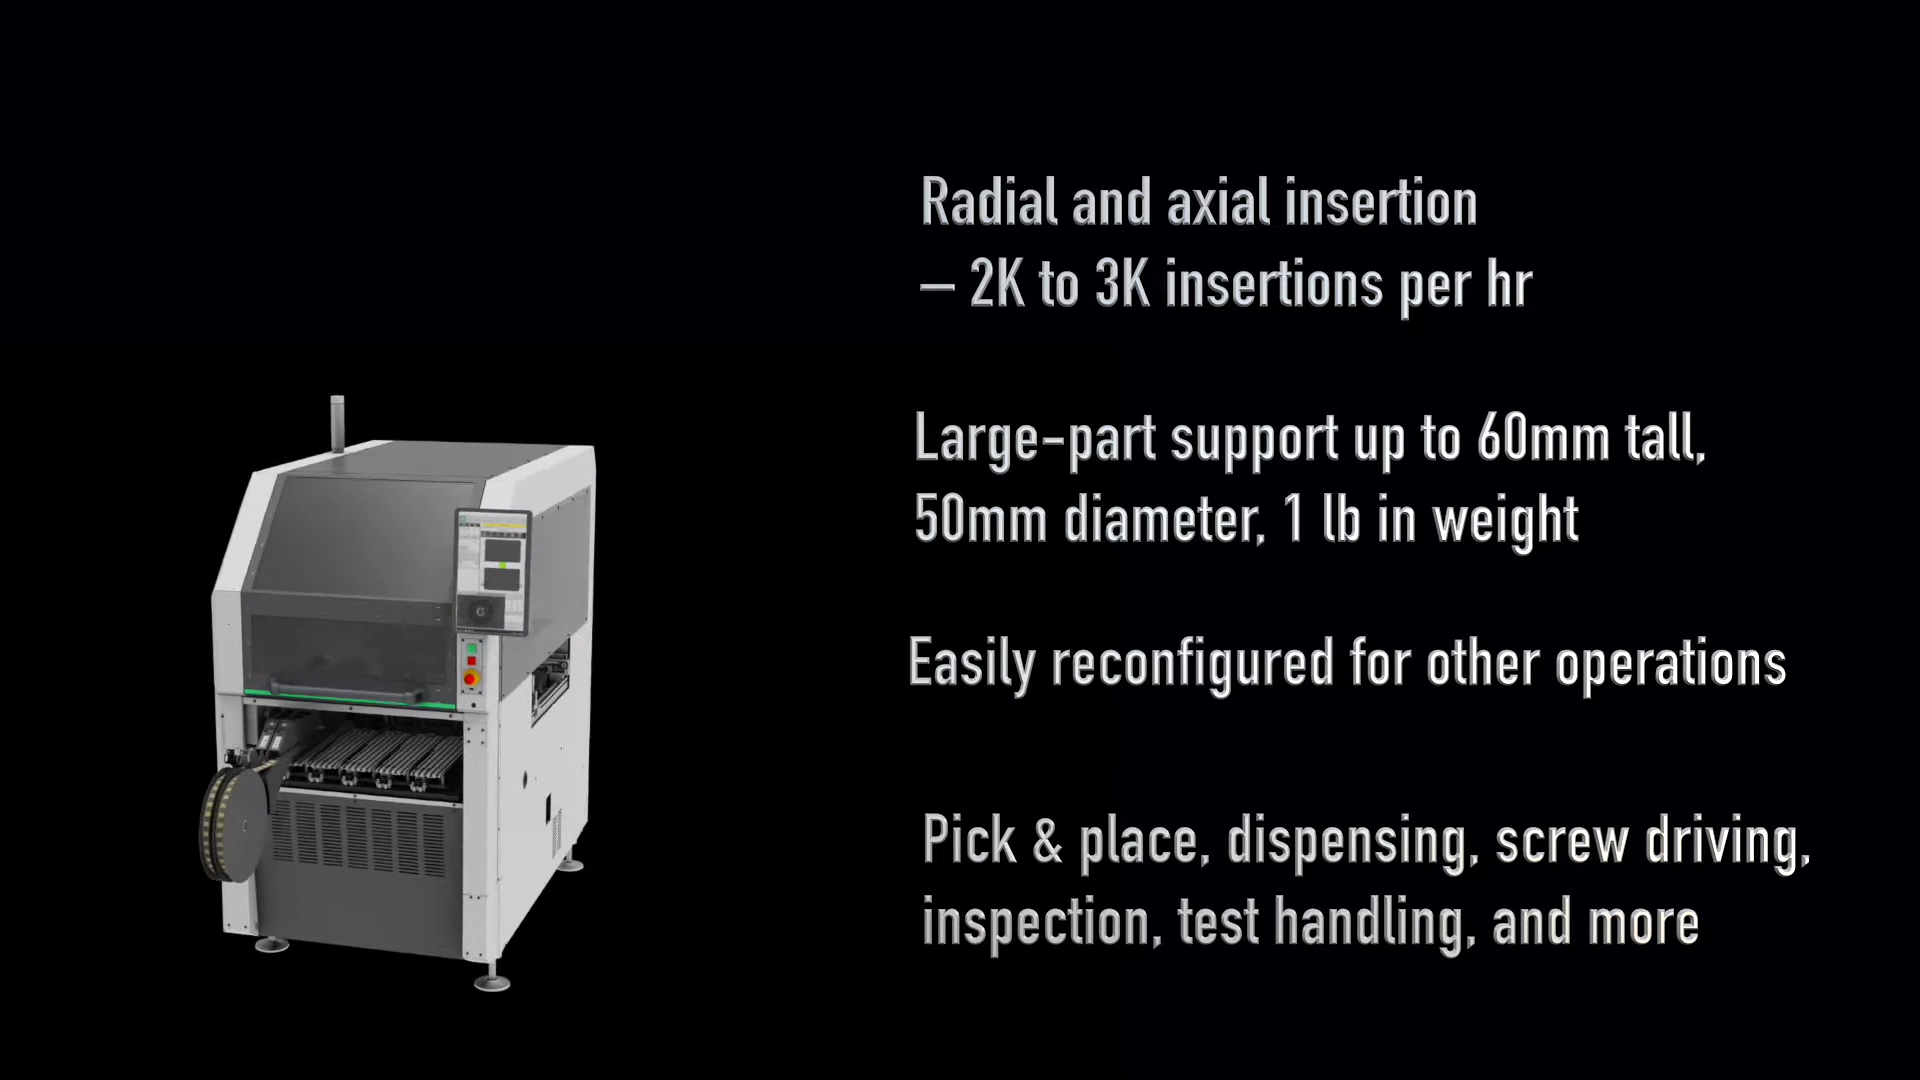 Radial and axial insertion
– 2K to 3K insertions per hr
Large-part support up to 60mm tall,
50mm diameter, 1 lb in weight
Easily reconfigured for other operations
Pick & place, dispensing, screw driving,
inspection, test handling, and more